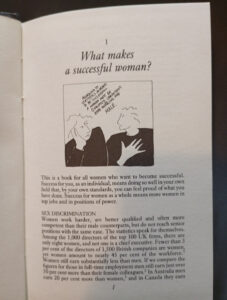 1
What makes
a successful woman?
This is a book for all women who want to become successful.
Success for you, as an individual, means doing so well in your own
field that, by your own standards, you can feel proud of what you
have done. Success for women as a whole means more women in
top jobs and in positions of power.
SEX DISCRIMINATION
Women work harder, are better qualified and often more
competent than their male counterparts, but do not reach senior
positions with the same ease. The statistics speak for themselves.
Among the 1,000 directors of the top 100 UK firms, there are
only eight women, and not one is a chief executive. Fewer than
per cent of the directors of British companies are women,
yet women amount to nearly 45 per cent of the workforce.
Women still earn substantially less than men. If we compare the
figures for those in full-time employment men still earn just over
30 per cent more than their female colleagues. In Australia men
earn 20 per cent more than women, and in Canada they earn
1